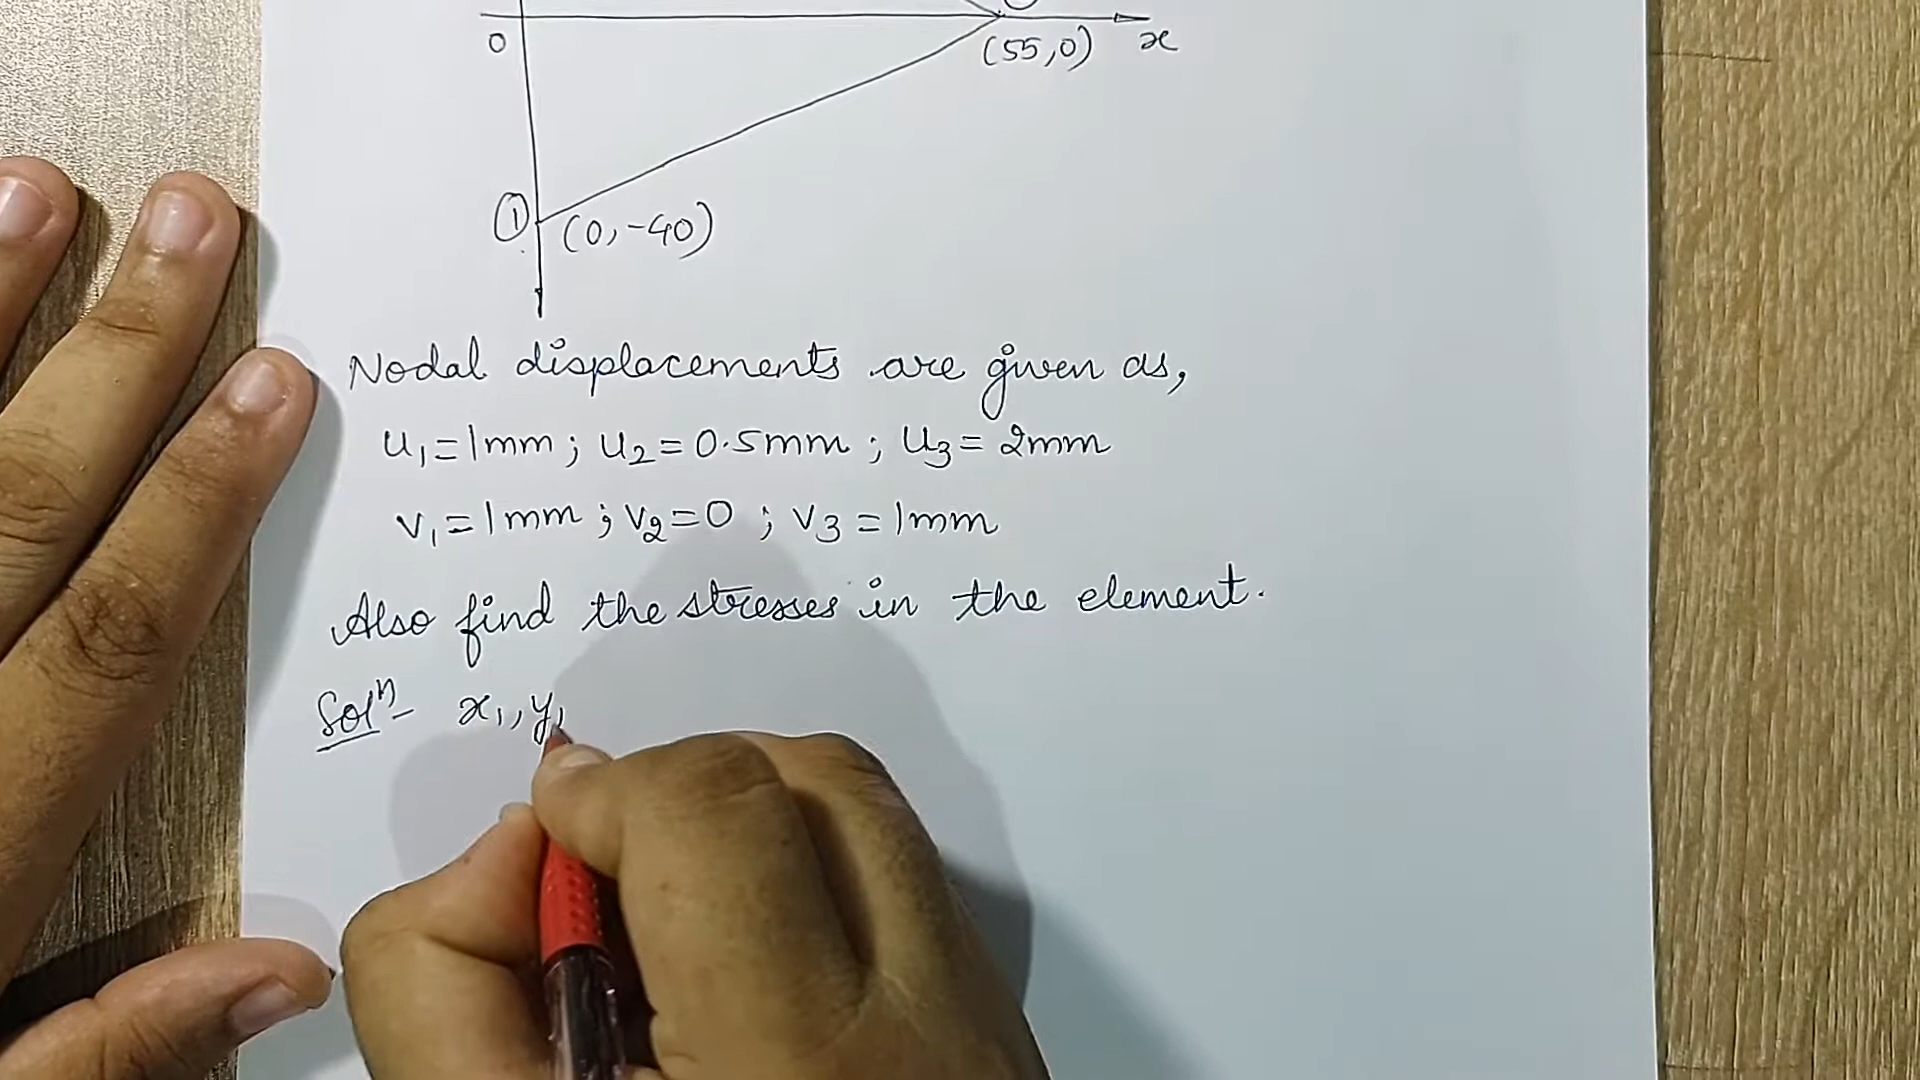 0 (55,0) x
① (0,-40)
Nodal displacements are given as,
u₁=1mm ; u₂=0.5mm ; u₃=2mm
v₁=1mm ; v₂=0 ; v₃=1mm
Also find the stresses in the element.
Solⁿ- x₁,y₁